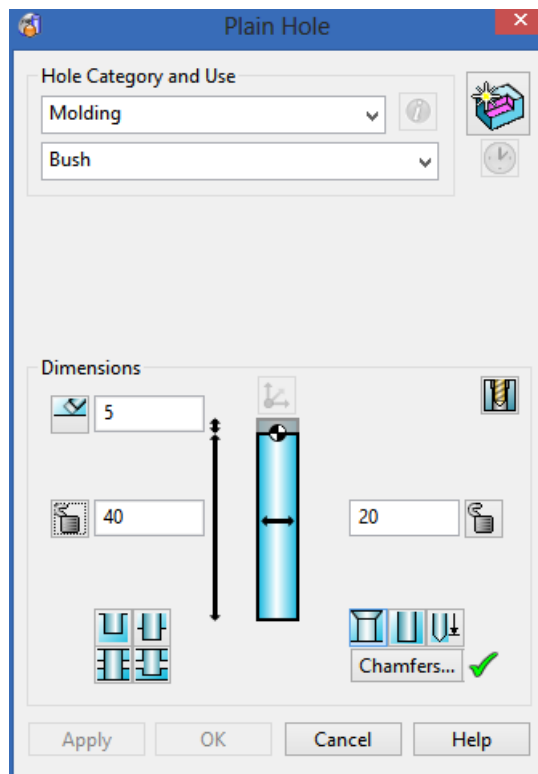 Plain Hole
Hole Category and Use
Molding
Bush
Dimensions
5
40
20
Chamfers...
Apply
OK
Cancel
Help